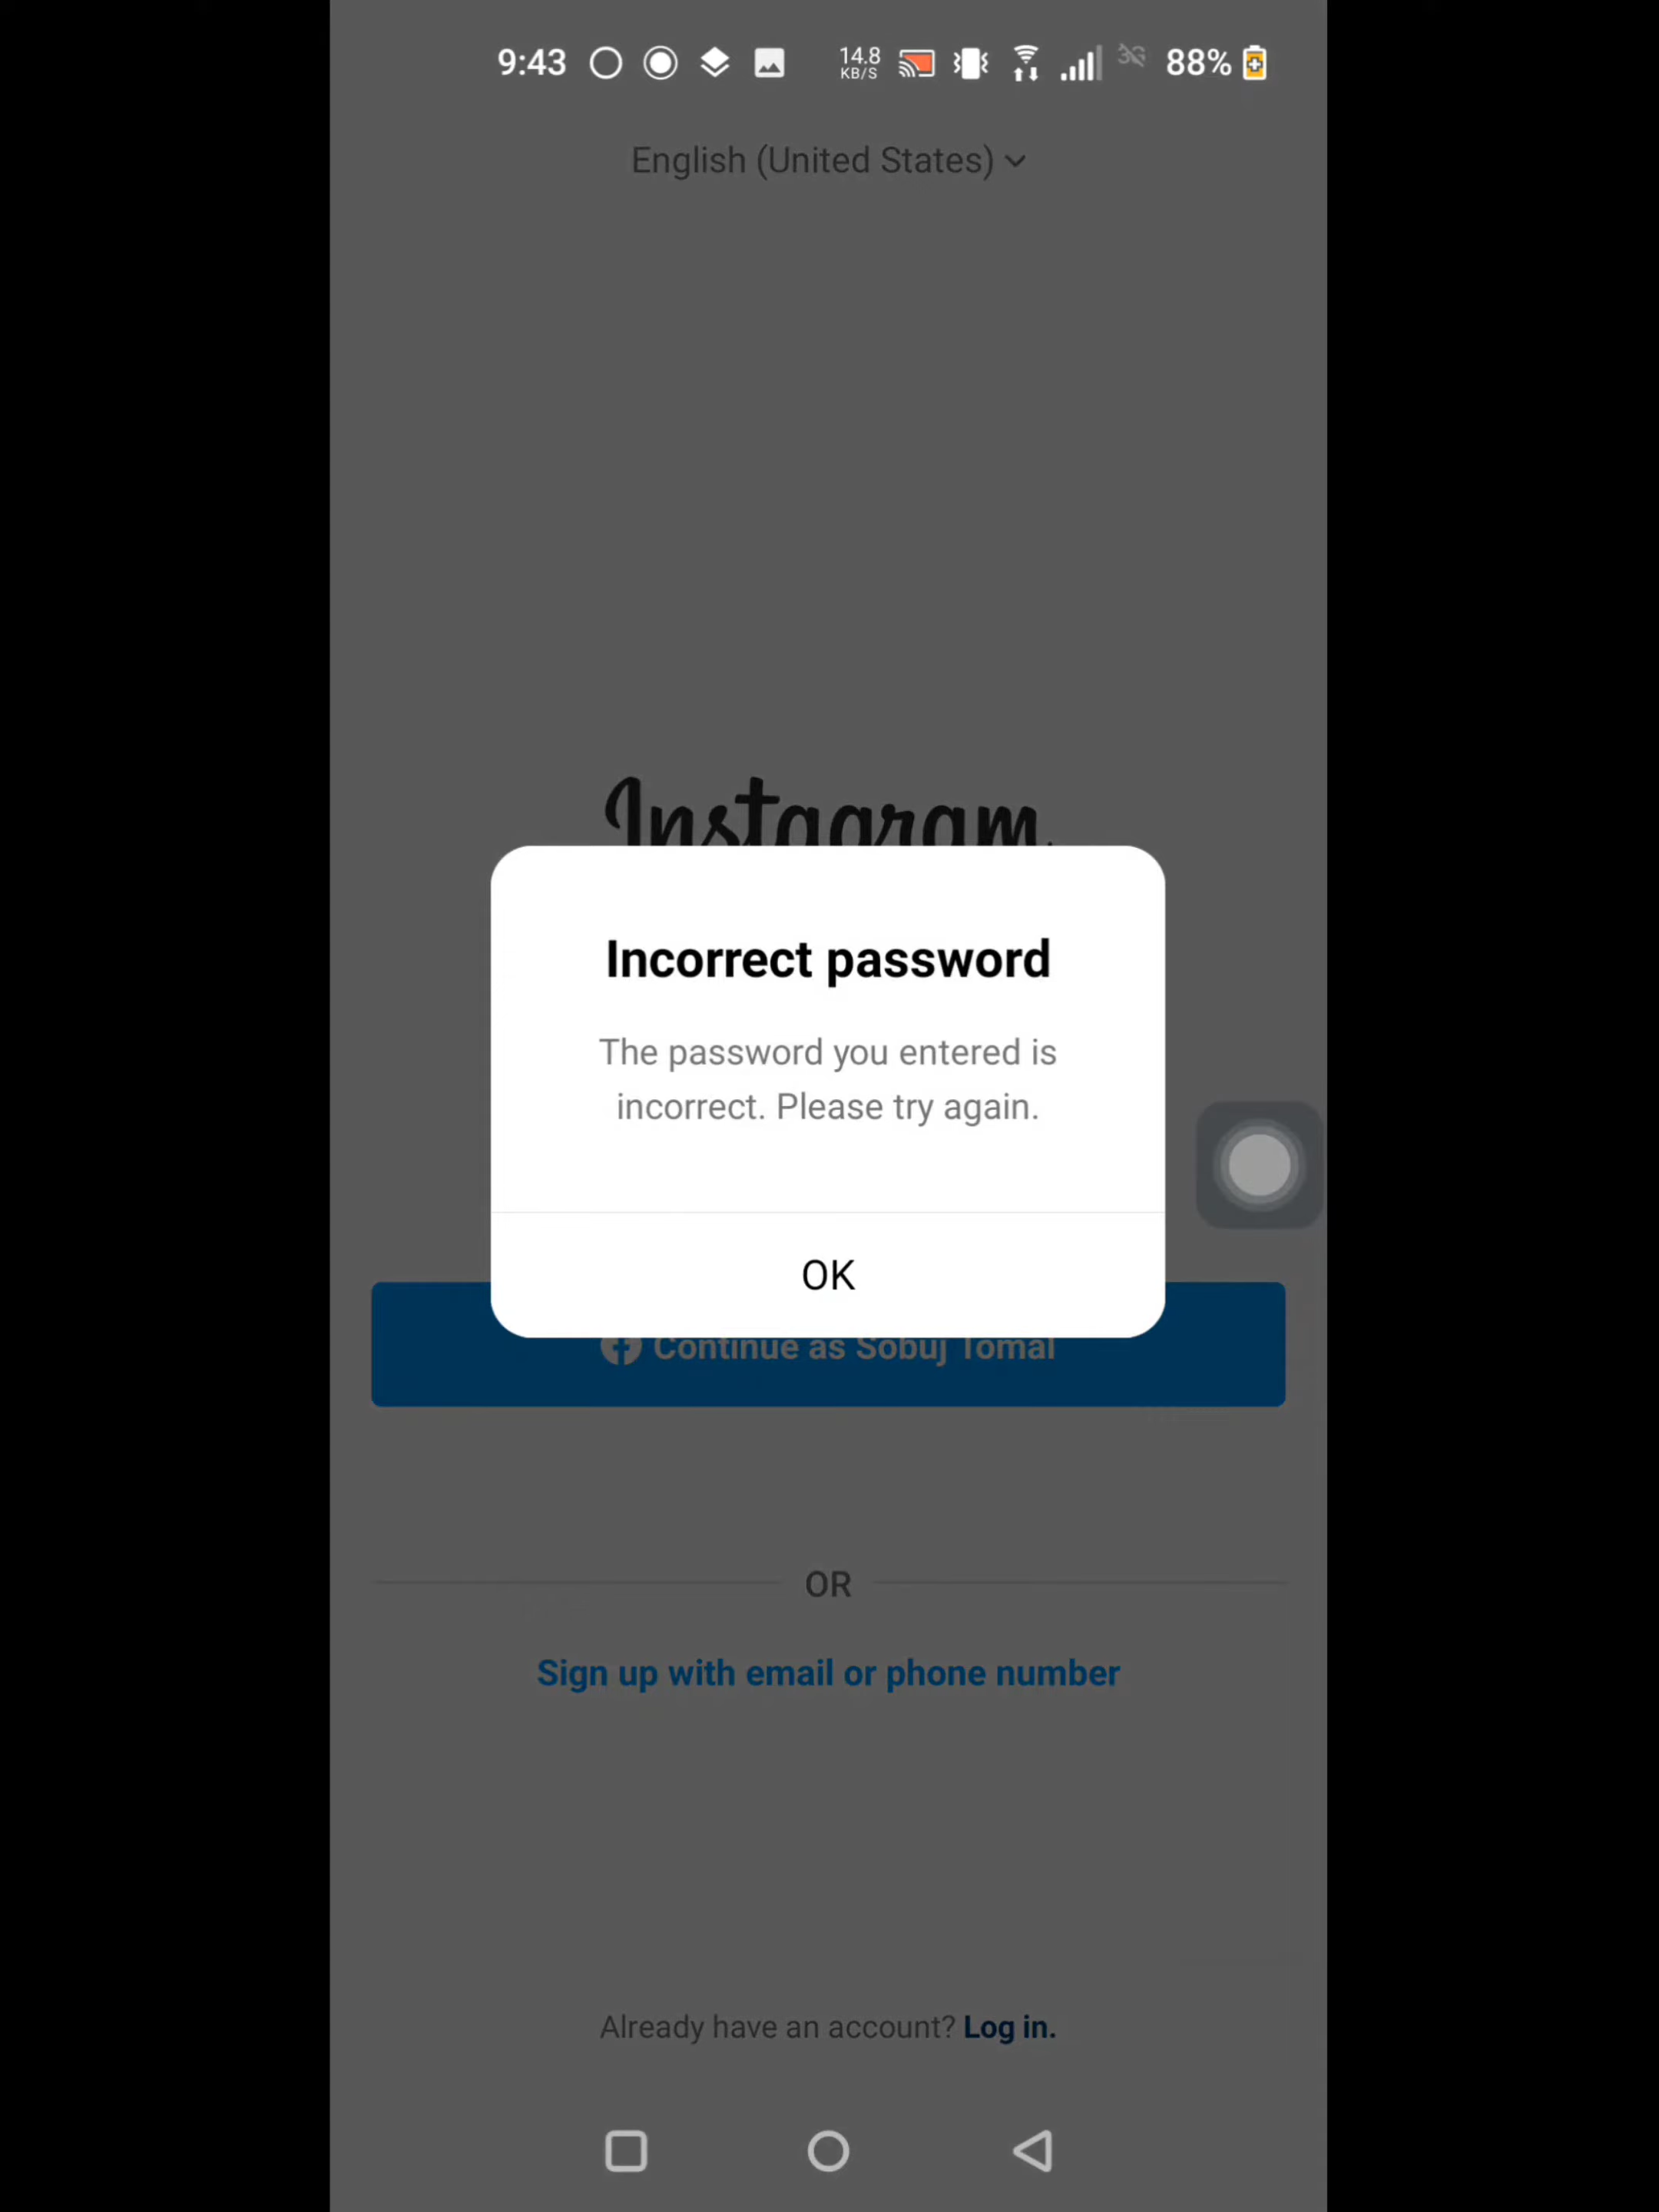 9:43 14.8 KB/S 3G 88%
English (United States)
Instagram
Incorrect password
The password you entered is
incorrect. Please try again.
OK
Continue as Sobuj Tomal
OR
Sign up with email or phone number
Already have an account? Log in.